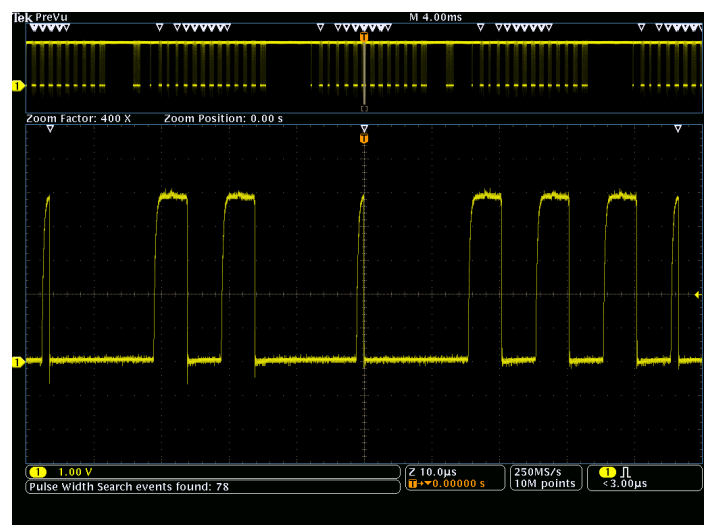 Tek PreVu M 4.00ms
T
1
Zoom Factor: 400 X Zoom Position: 0.00 s
T
1
1 1.00 V Z 10.0µs 250MS/s 1
Pulse Width Search events found: 78 T→▼0.00000 s 10M points <3.00µs